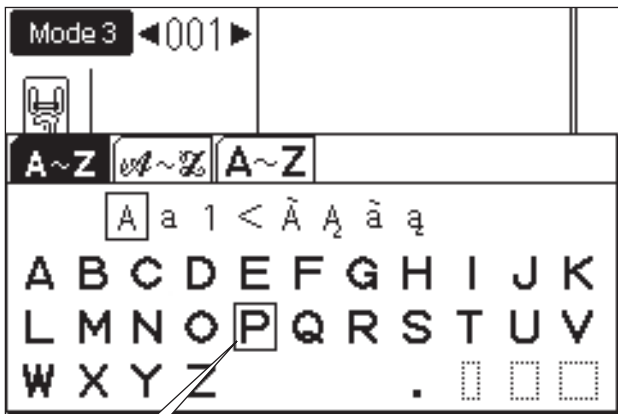 Mode 3 ◄001►
A~Z 𝒜~𝒵 A~Z
A a 1 < Ã Ą à ą
A B C D E F G H I J K
L M N O P Q R S T U V
W X Y Z .